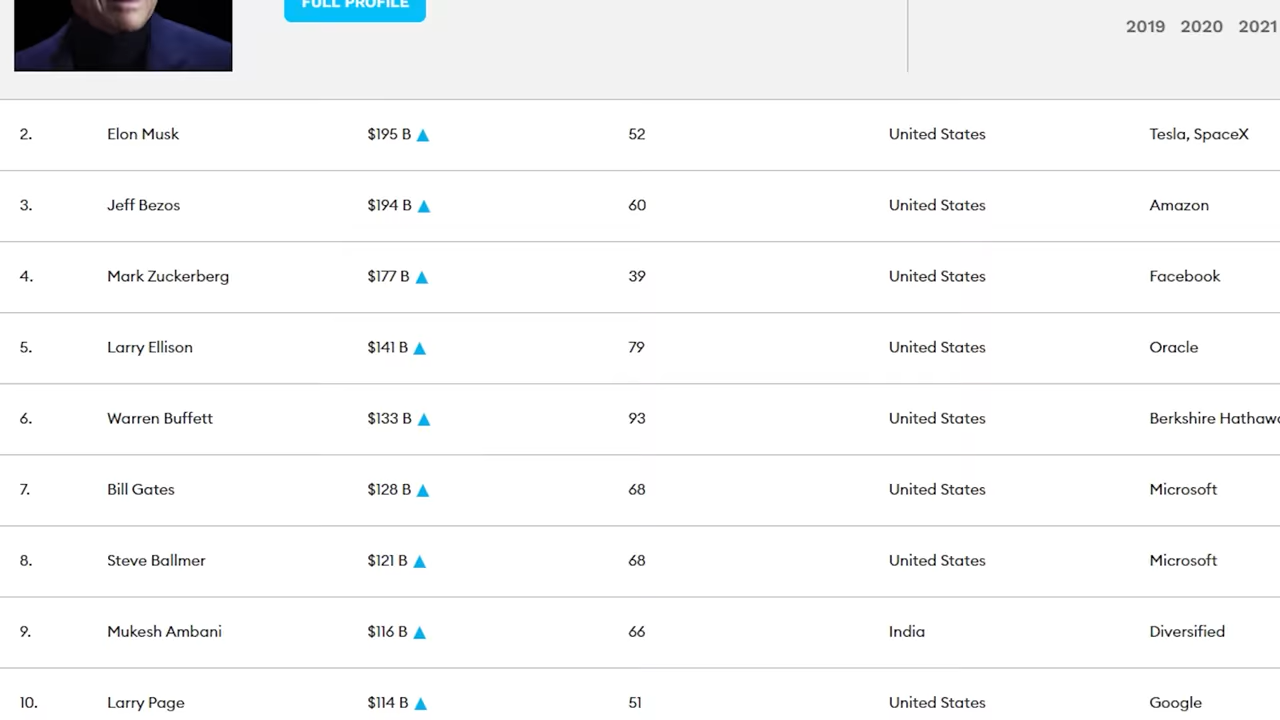 FULL PROFILE
2019 2020 2021
2. Elon Musk $195 B ▲ 52 United States Tesla, SpaceX
3. Jeff Bezos $194 B ▲ 60 United States Amazon
4. Mark Zuckerberg $177 B ▲ 39 United States Facebook
5. Larry Ellison $141 B ▲ 79 United States Oracle
6. Warren Buffett $133 B ▲ 93 United States Berkshire Hathaw
7. Bill Gates $128 B ▲ 68 United States Microsoft
8. Steve Ballmer $121 B ▲ 68 United States Microsoft
9. Mukesh Ambani $116 B ▲ 66 India Diversified
10. Larry Page $114 B ▲ 51 United States Google